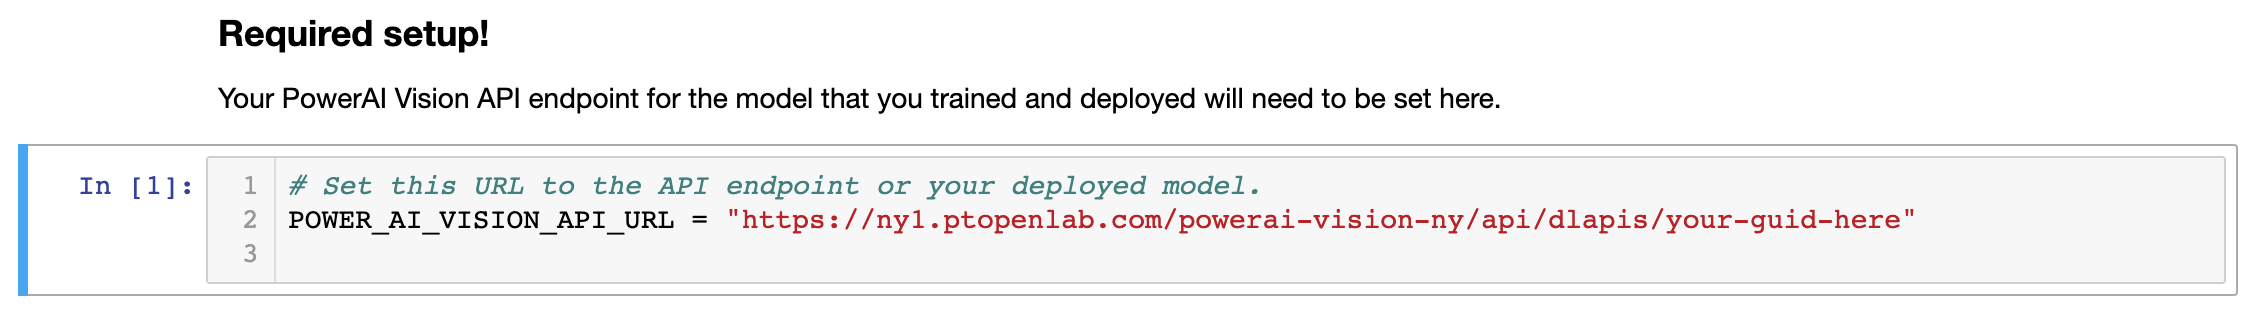 Required setup!
Your PowerAI Vision API endpoint for the model that you trained and deployed will need to be set here.
In [1]:
1 # Set this URL to the API endpoint or your deployed model.
2 POWER_AI_VISION_API_URL = "https://ny1.ptopenlab.com/powerai-vision-ny/api/dlapis/your-guid-here"
3